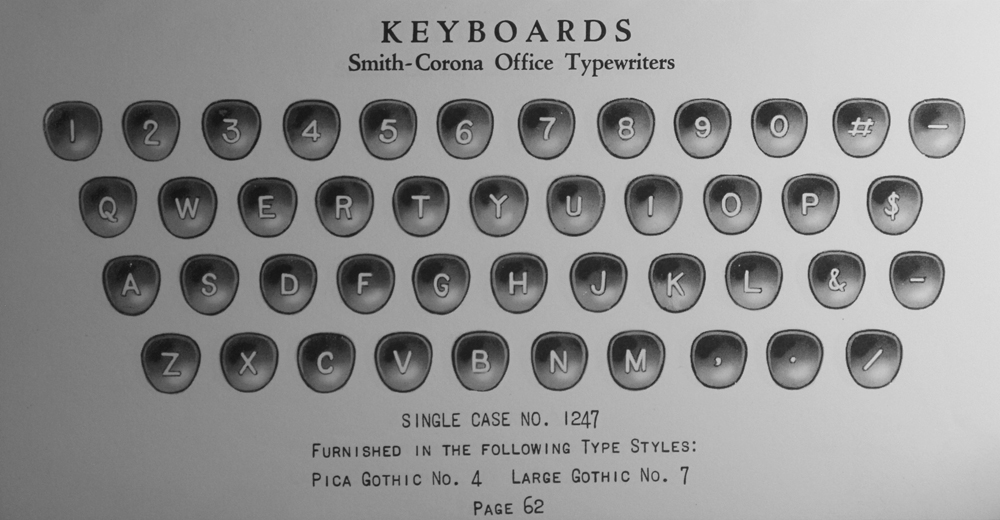 KEYBOARDS
Smith-Corona Office Typewriters
1 2 3 4 5 6 7 8 9 0 # –
Q W E R T Y U I O P $
A S D F G H J K L & -
Z X C V B N M , . /
SINGLE CASE NO. 1247
FURNISHED IN THE FOLLOWING TYPE STYLES:
PICA GOTHIC NO. 4 LARGE GOTHIC NO. 7
PAGE 62